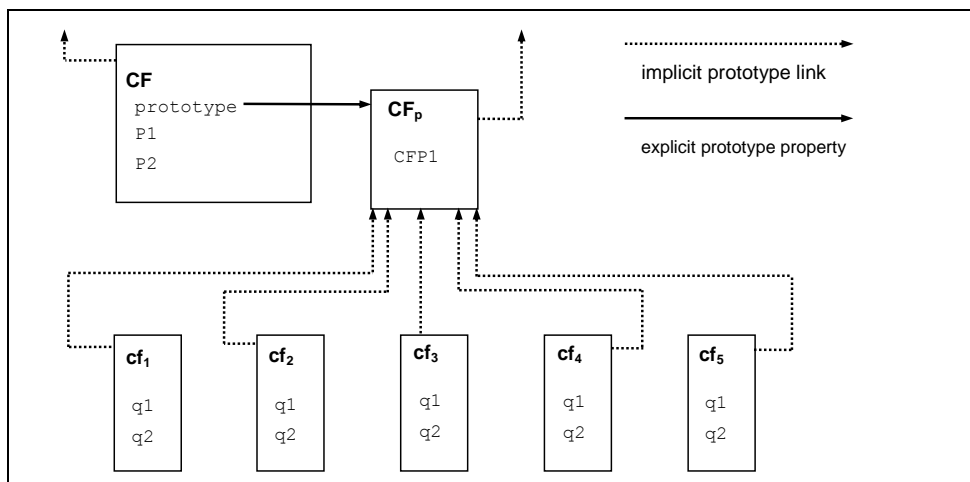 CF
prototype
P1
P2
CFp
CFP1
implicit prototype link
explicit prototype property
cf1
q1
q2
cf2
q1
q2
cf3
q1
q2
cf4
q1
q2
cf5
q1
q2